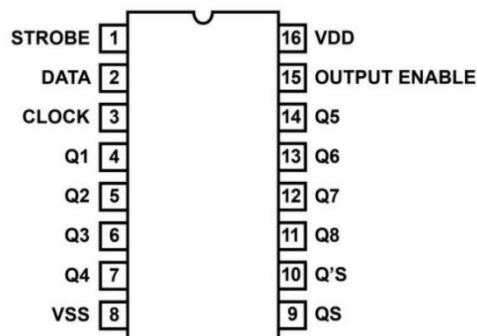 STROBE 1 16 VDD
DATA 2 15 OUTPUT ENABLE
CLOCK 3 14 Q5
Q1 4 13 Q6
Q2 5 12 Q7
Q3 6 11 Q8
Q4 7 10 Q'S
VSS 8 9 QS